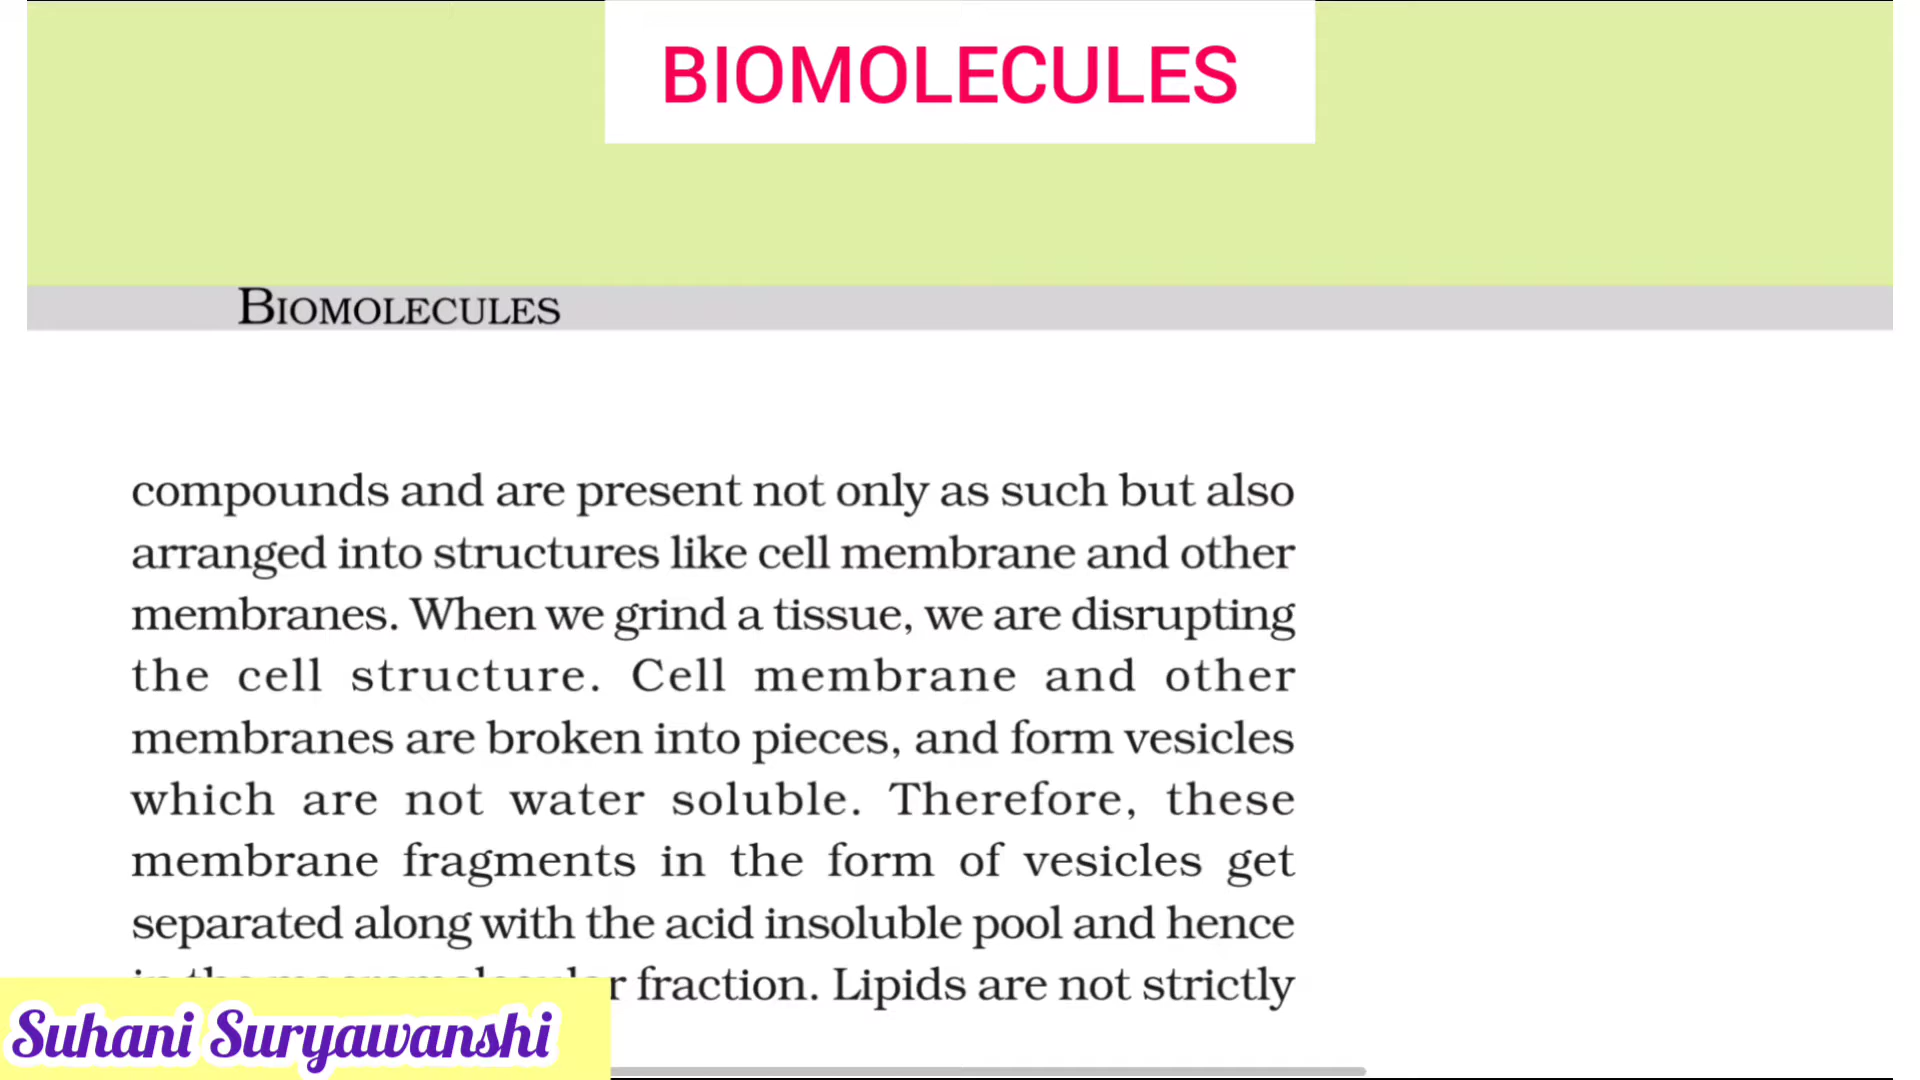 BIOMOLECULES
BIOMOLECULES
compounds and are present not only as such but also
arranged into structures like cell membrane and other
membranes. When we grind a tissue, we are disrupting
the cell structure. Cell membrane and other
membranes are broken into pieces, and form vesicles
which are not water soluble. Therefore, these
membrane fragments in the form of vesicles get
separated along with the acid insoluble pool and hence
in the macromolecular fraction. Lipids are not strictly
Suhani Suryawanshi